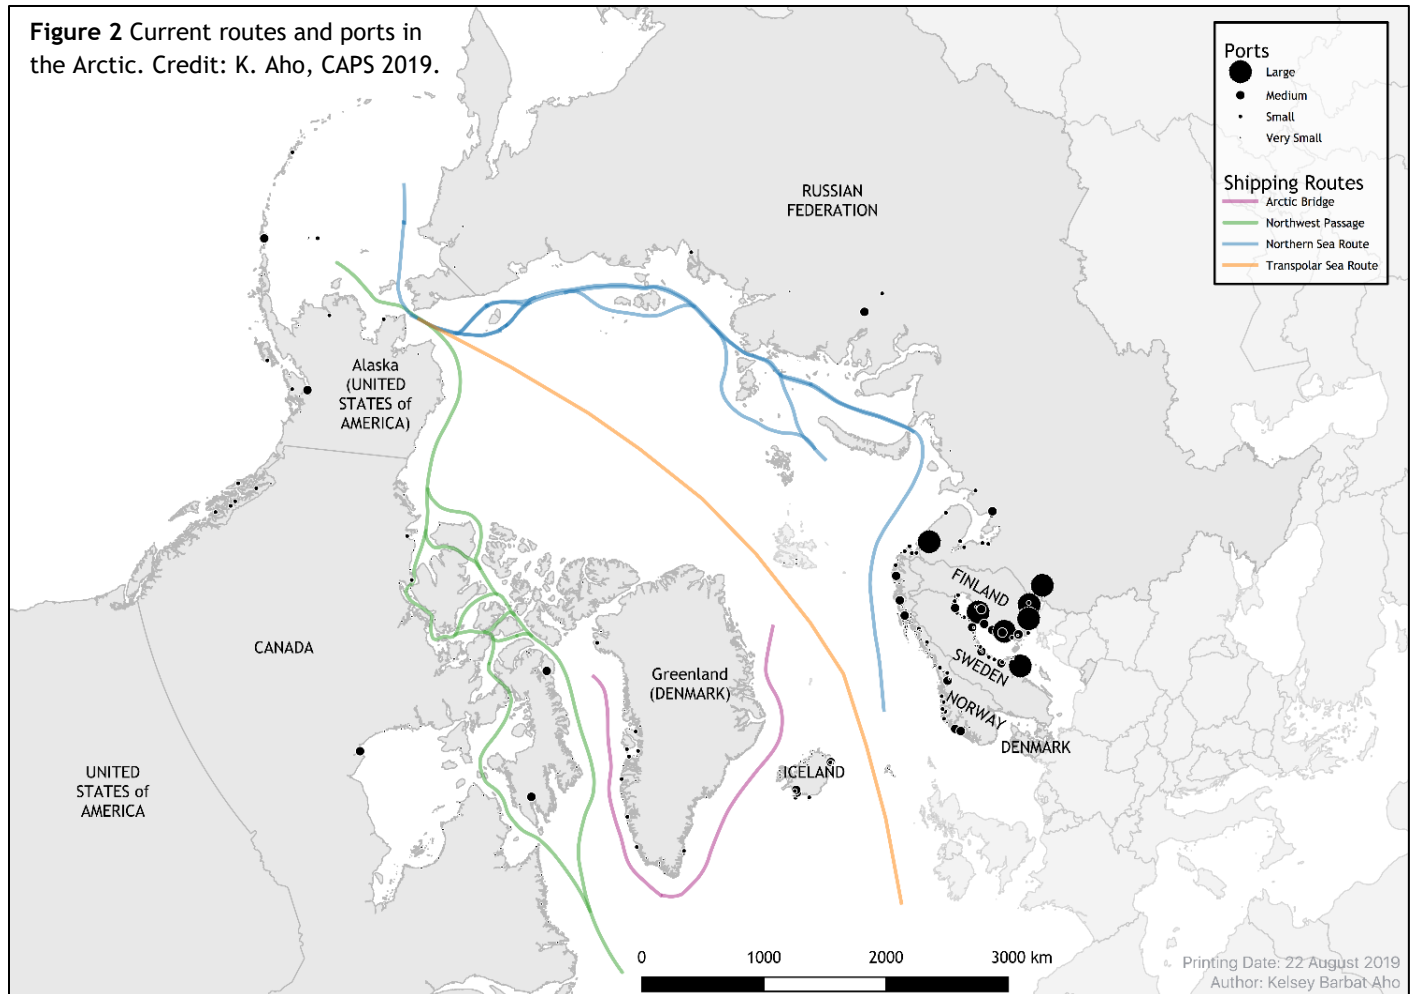 Figure 2 Current routes and ports in
the Arctic. Credit: K. Aho, CAPS 2019.
Ports
Large
Medium
Small
Very Small
Shipping Routes
Arctic Bridge
Northwest Passage
Northern Sea Route
Transpolar Sea Route
RUSSIAN
FEDERATION
Alaska
(UNITED
STATES of
AMERICA)
FINLAND
CANADA
Greenland
(DENMARK)
SWEDEN
NORWAY
DENMARK
ICELAND
UNITED
STATES of
AMERICA
0 1000 2000 3000 km
Printing Date: 22 August 2019
Author: Kelsey Barbat Aho